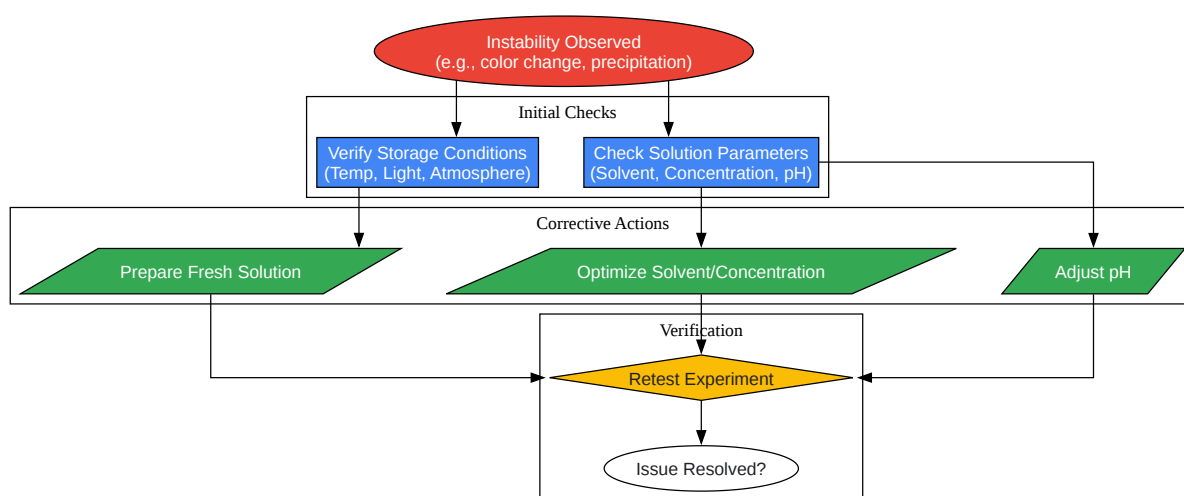 Instability Observed
(e.g., color change, precipitation)
Initial Checks
Verify Storage Conditions
(Temp, Light, Atmosphere)
Check Solution Parameters
(Solvent, Concentration, pH)
Corrective Actions
Prepare Fresh Solution
Optimize Solvent/Concentration
Adjust pH
Verification
Retest Experiment
Issue Resolved?